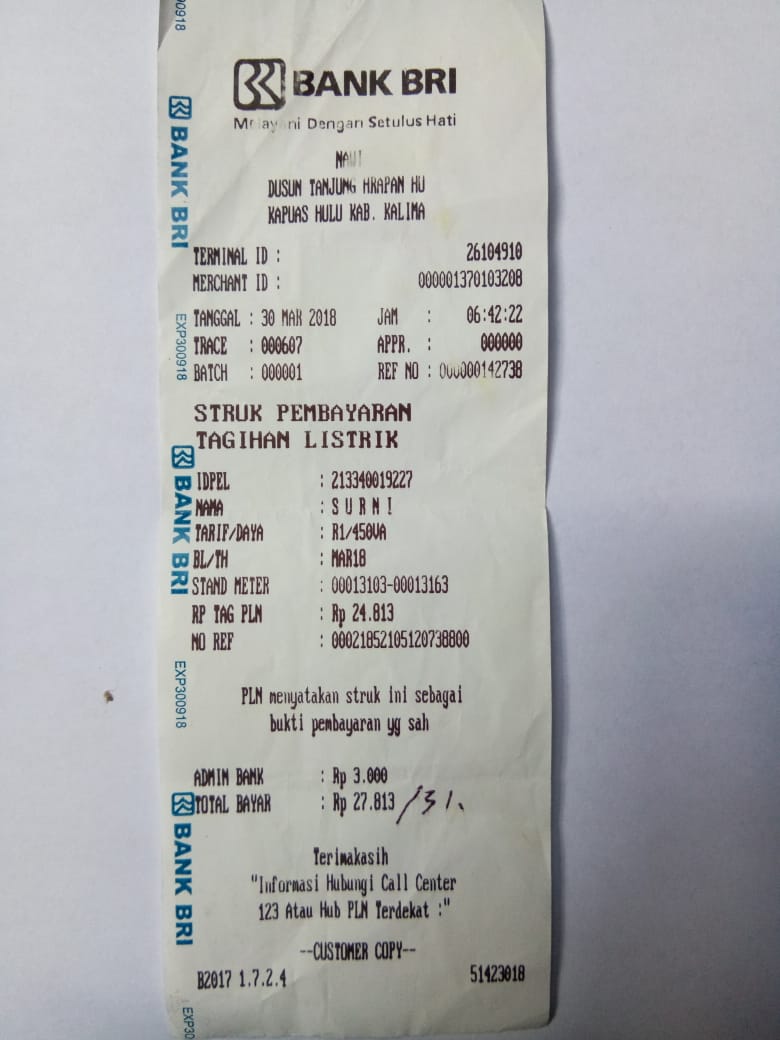 BANK BRI
Melayani Dengan Setulus Hati
DUSUN TANJUNG HRAPAN HU
KAPUAS HULU KAB. KALIMA
TERMINAL ID : 26104910
MERCHANT ID : 000001370103208
TANGGAL : 30 MAR 2018 JAM : 06:42:22
TRACE : 000607 APPR. : 000000
BATCH : 000001 REF NO : 000000142738
STRUK PEMBAYARAN
TAGIHAN LISTRIK
IDPEL : 213340019227
NAMA : S U R N I
TARIF/DAYA : R1/450VA
BL/TH : MAR18
STAND METER : 00013103-00013163
RP TAG PLN : Rp 24.813
NO REF : 00021852105120738800
PLN menyatakan struk ini sebagai
bukti pembayaran yg sah
ADMIN BANK : Rp 3.000
TOTAL BAYAR : Rp 27.813 /31.
Terimakasih
"Informasi Hubungi Call Center
123 Atau Hub PLN Terdekat :"
--CUSTOMER COPY--
B2017 1.7.2.4 51423018
BANK BRI
EXP300918
BANK BRI
EXP300918
BANK BRI